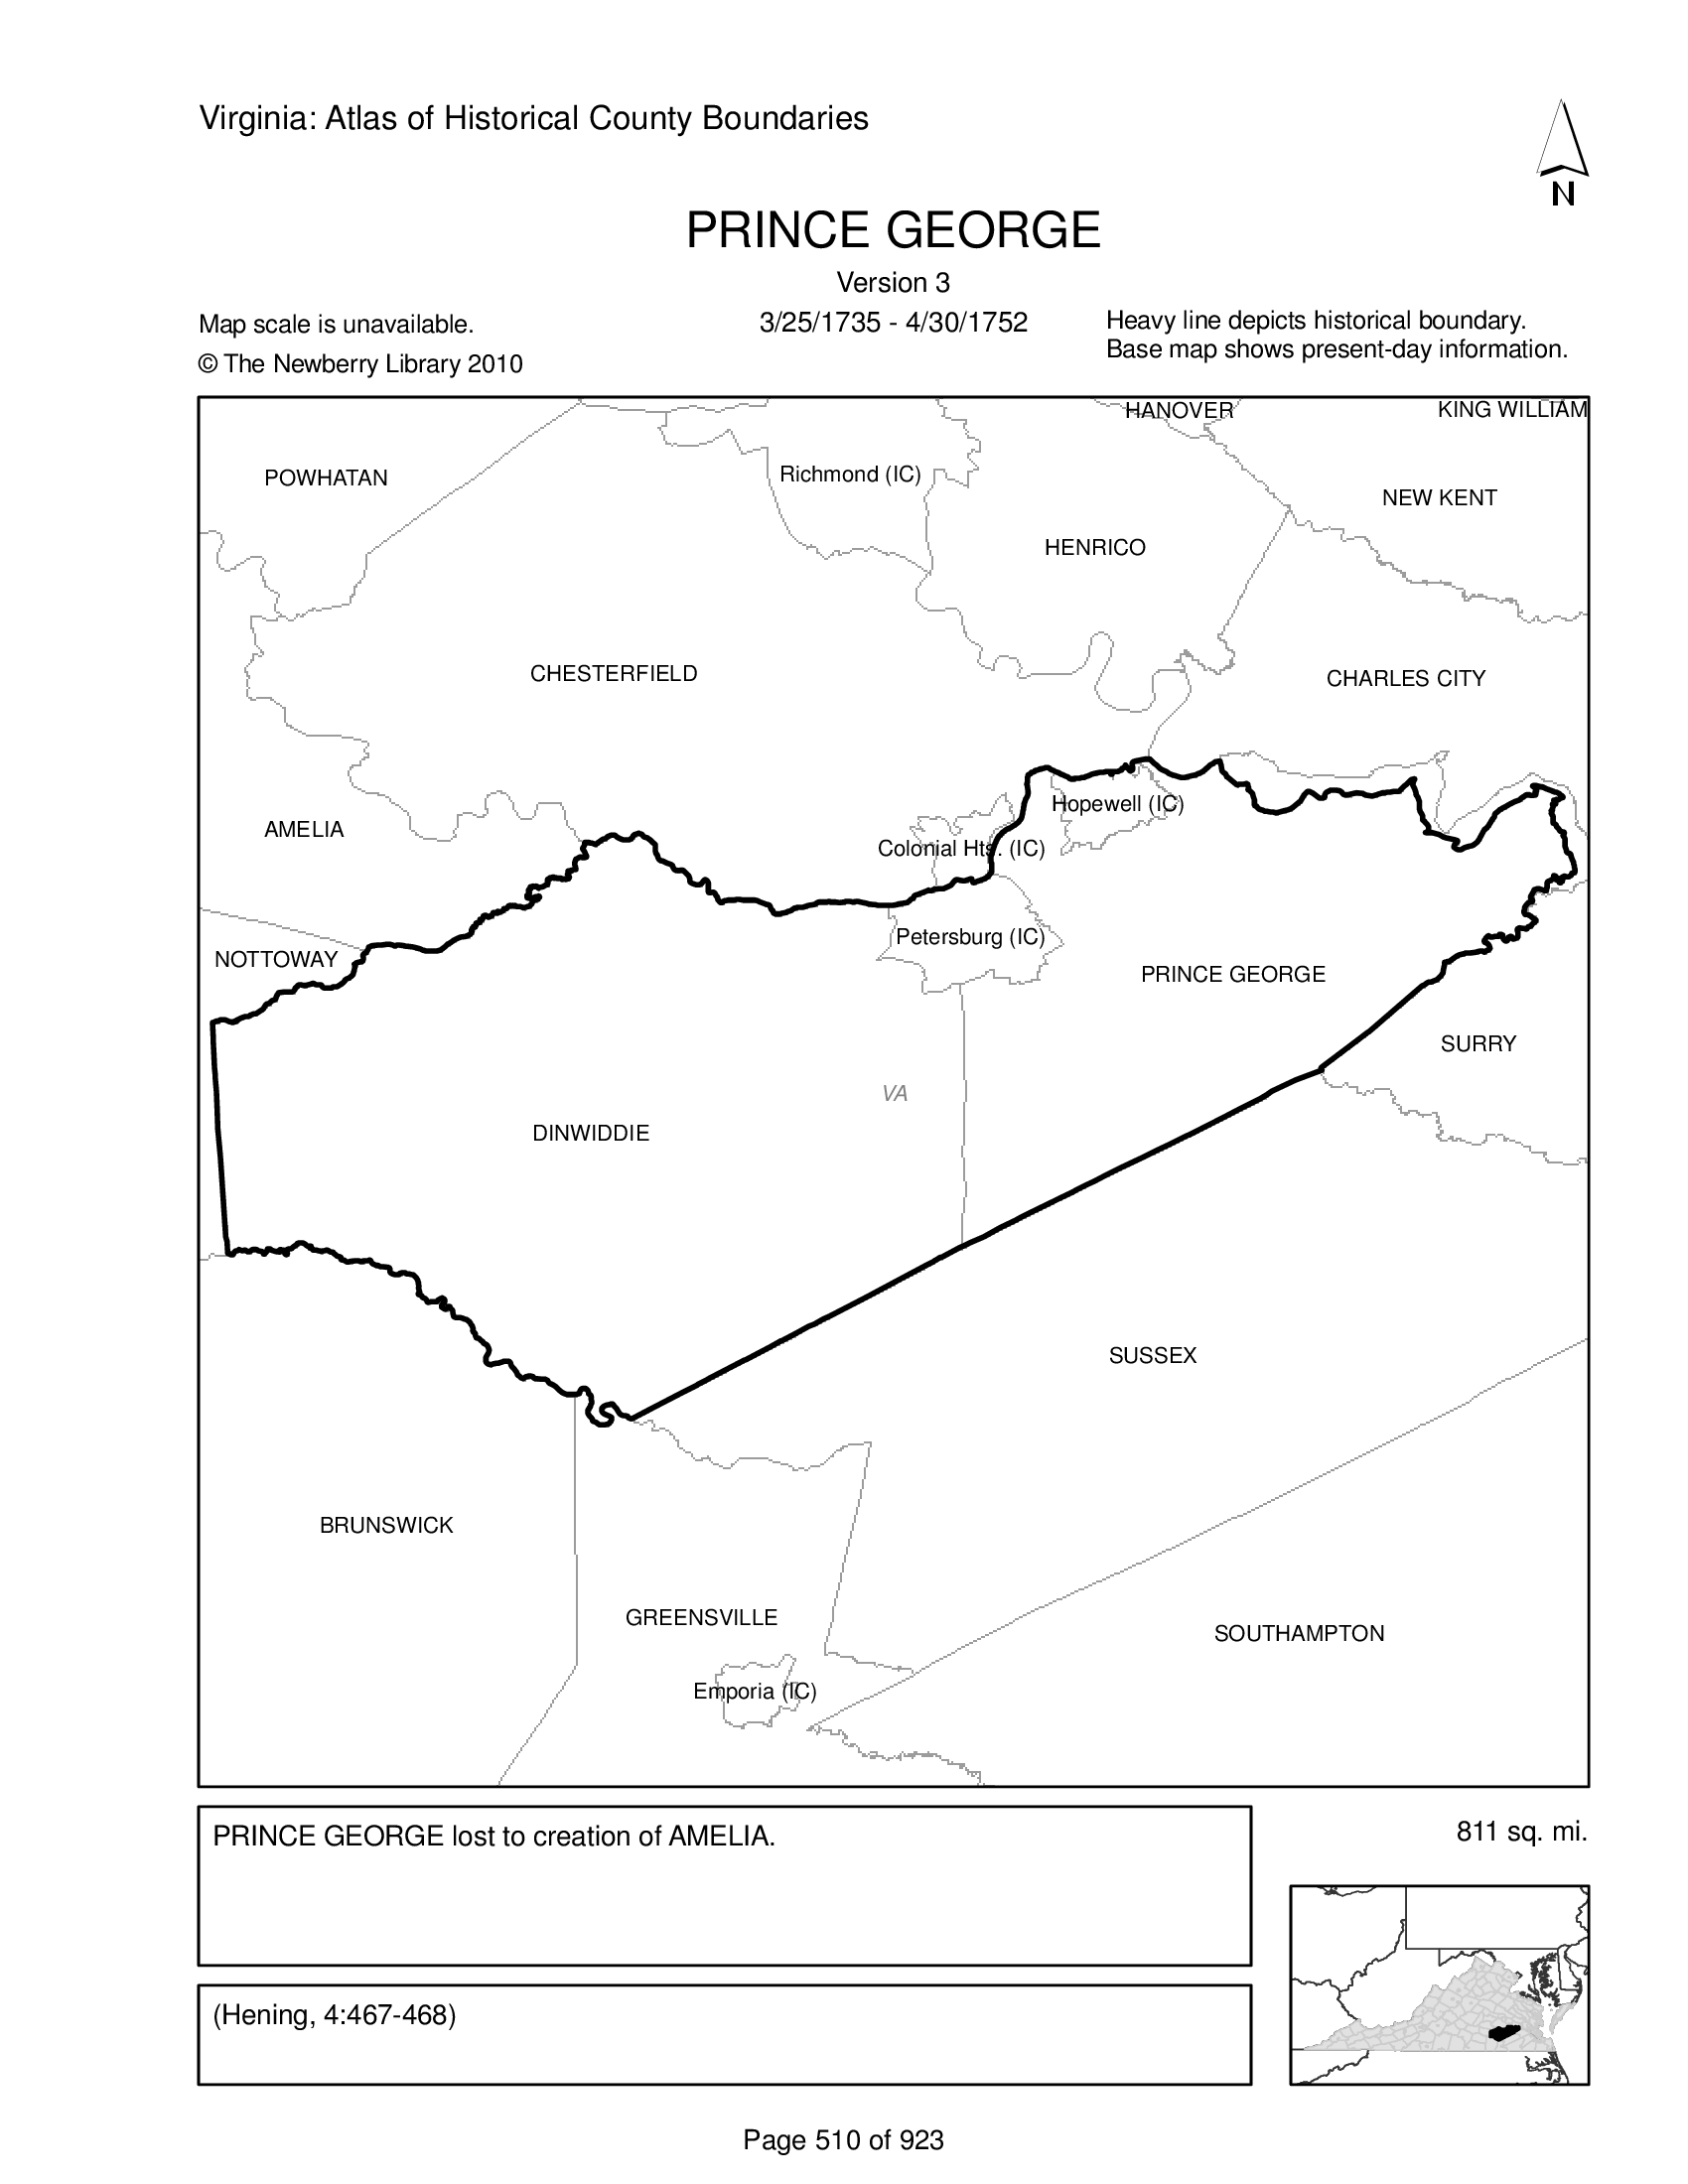 Virginia: Atlas of Historical County Boundaries
N
PRINCE GEORGE
Version 3
Map scale is unavailable.
3/25/1735 - 4/30/1752
Heavy line depicts historical boundary.
© The Newberry Library 2010
Base map shows present-day information.
HANOVER
KING WILLIAM
POWHATAN
Richmond (IC)
NEW KENT
HENRICO
CHESTERFIELD
CHARLES CITY
Hopewell (IC)
AMELIA
Colonial Hts. (IC)
Petersburg (IC)
NOTTOWAY
PRINCE GEORGE
SURRY
VA
DINWIDDIE
SUSSEX
BRUNSWICK
GREENSVILLE
SOUTHAMPTON
Emporia (IC)
PRINCE GEORGE lost to creation of AMELIA.
811 sq. mi.
(Hening, 4:467-468)
Page 510 of 923